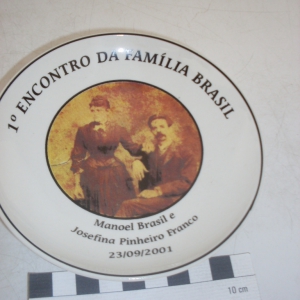 1º ENCONTRO DA FAMÍLIA BRASIL
Manoel Brasil e
Josefina Pinheiro Franco
23/09/2001
10 cm